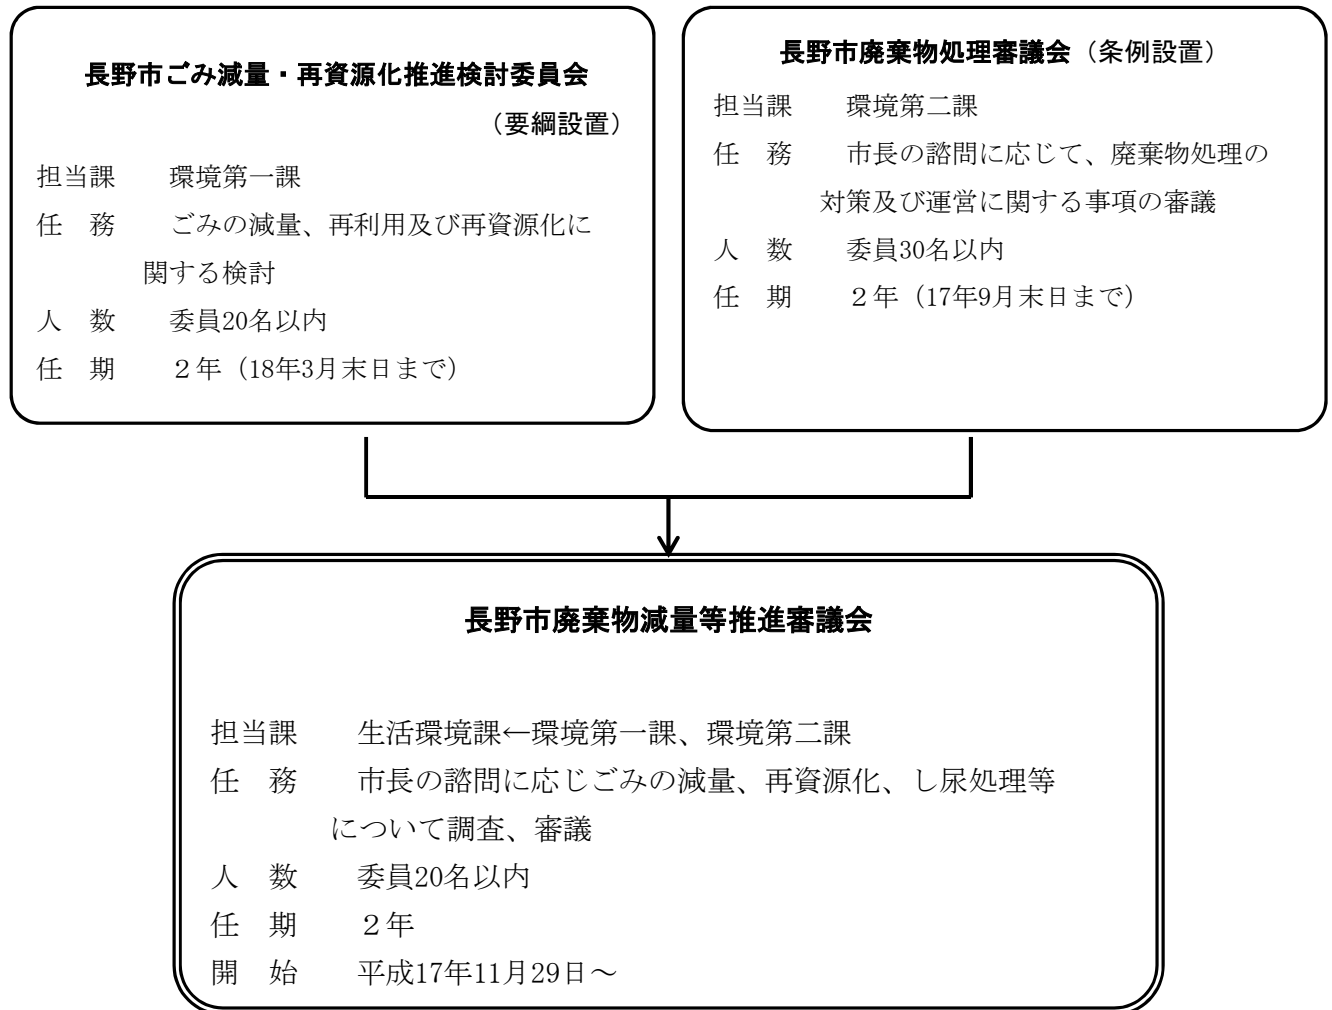 長野市ごみ減量・再資源化推進検討委員会
（要綱設置）
担当課　　環境第一課
任　務　　ごみの減量、再利用及び再資源化に
関する検討
人　数　　委員20名以内
任　期　　２年（18年3月末日まで）
長野市廃棄物処理審議会（条例設置）
担当課　　環境第二課
任　務　　市長の諮問に応じて、廃棄物処理の
対策及び運営に関する事項の審議
人　数　　委員30名以内
任　期　　２年（17年9月末日まで）
長野市廃棄物減量等推進審議会
担当課　　生活環境課←環境第一課、環境第二課
任　務　　市長の諮問に応じごみの減量、再資源化、し尿処理等
について調査、審議
人　数　　委員20名以内
任　期　　２年
開　始　　平成17年11月29日～